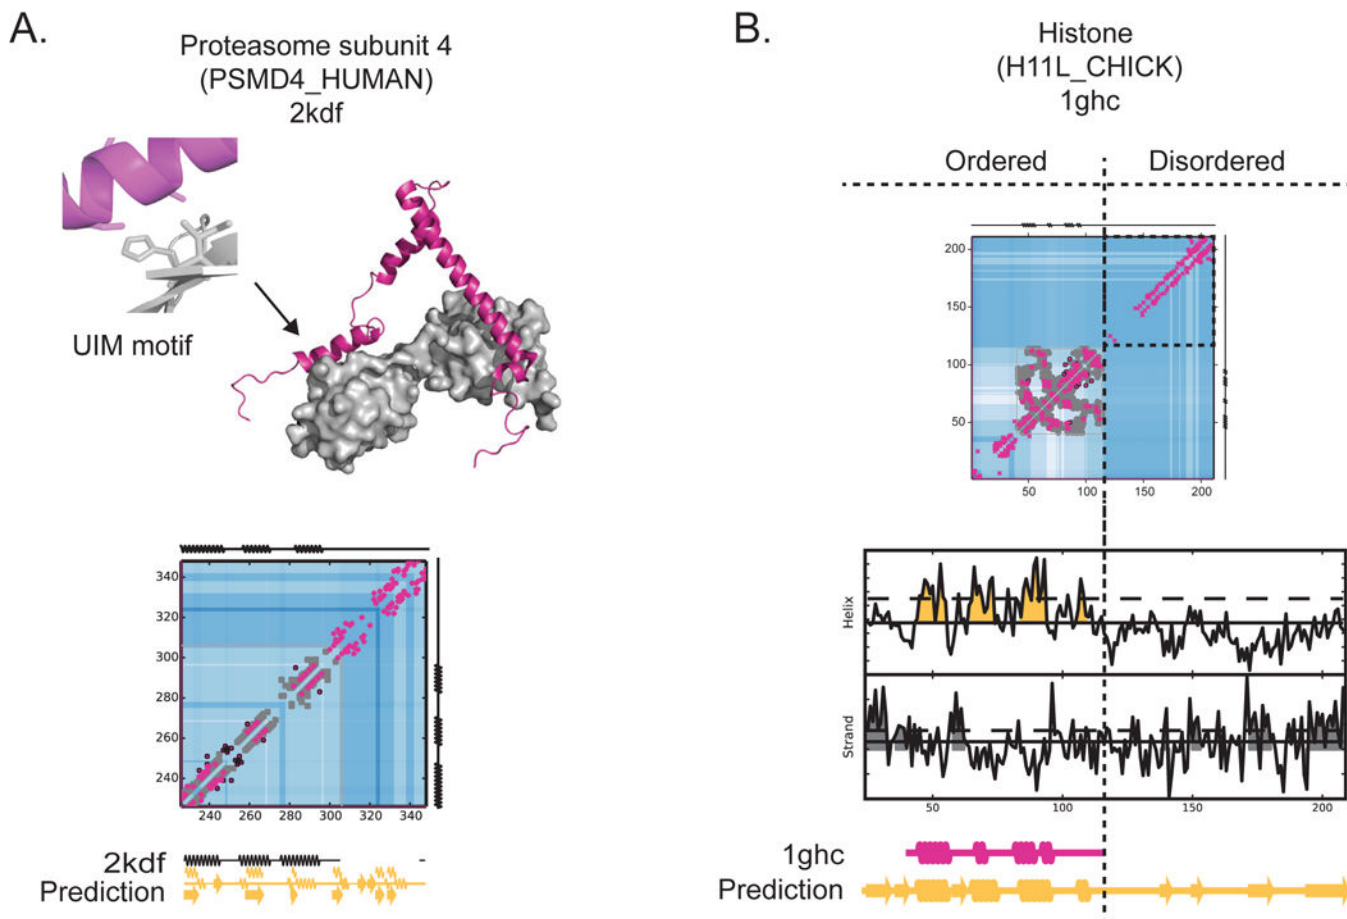 A.
Proteasome subunit 4
(PSMD4_HUMAN)
2kdf
UIM motif
340
320
300
280
260
240
240 260 280 300 320 340
2kdf
Prediction
B.
Histone
(H11L_CHICK)
1ghc
Ordered Disordered
200
150
100
50
50 100 150 200
Helix
Strand
50 100 150 200
1ghc
Prediction